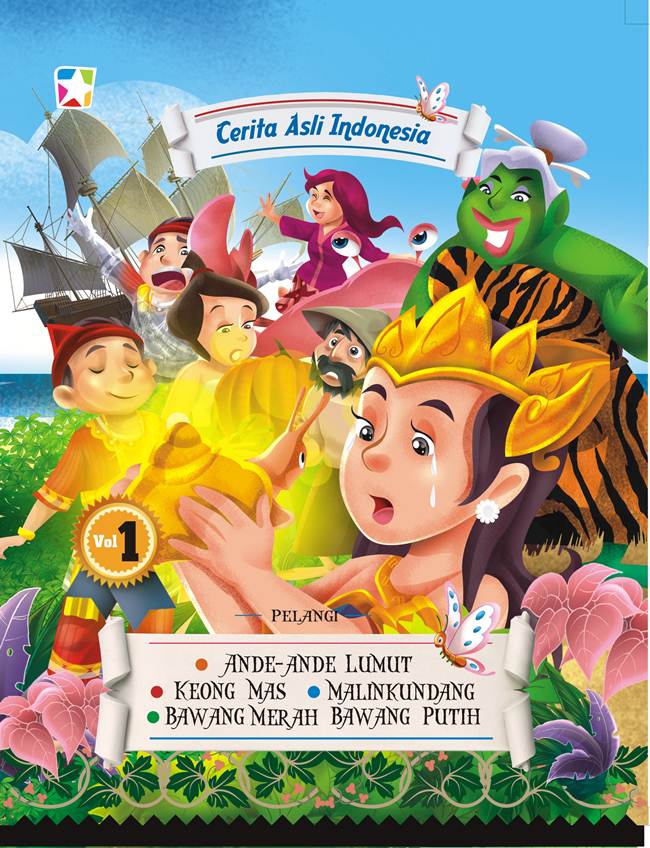 Cerita Asli Indonesia
Vol 1
PELANGI
ANDE-ANDE LUMUT
KEONG MAS
MALINKUNDANG
BAWANG MERAH BAWANG PUTIH